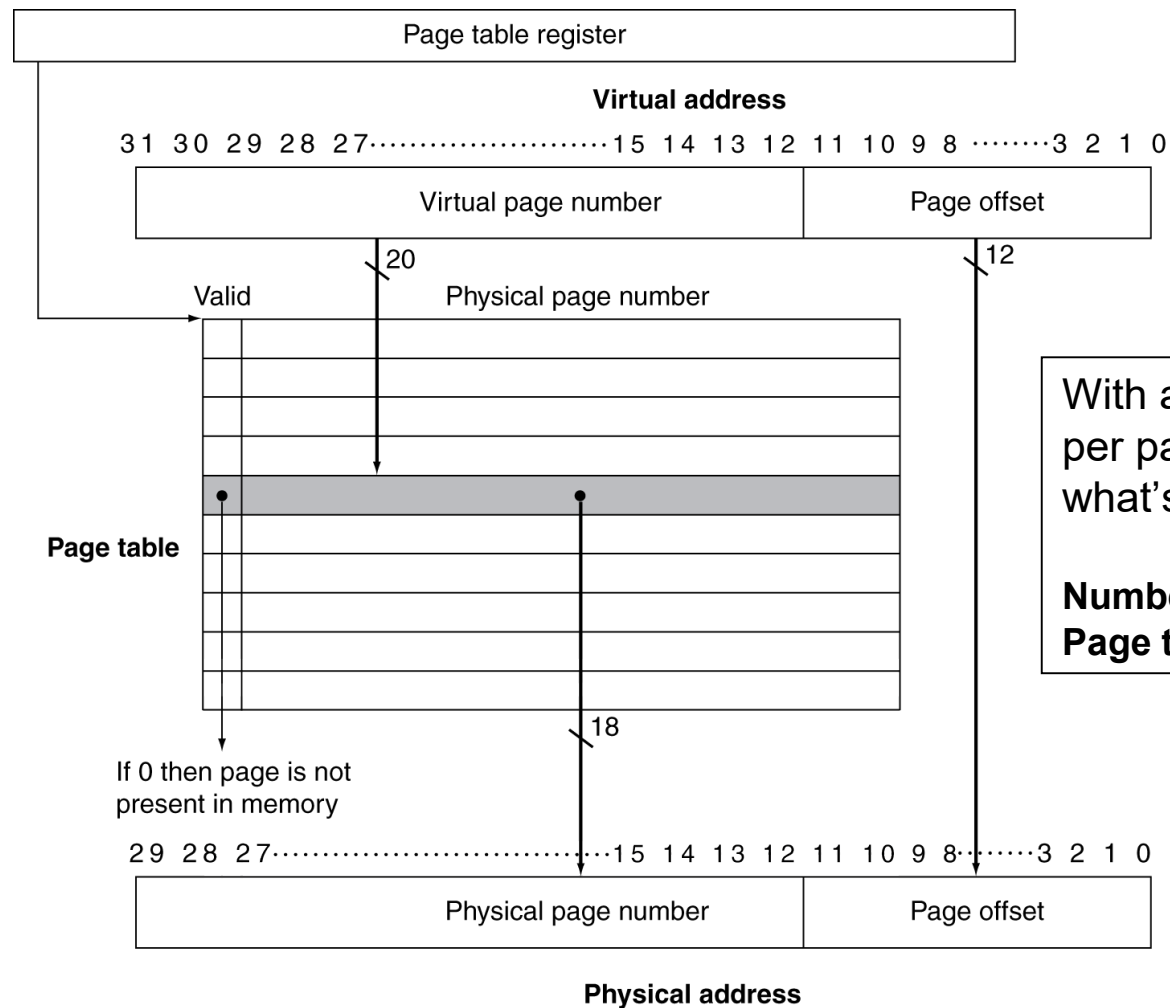 Page table register
Virtual address
31 30 29 28 27........................15 14 13 12 11 10 9 8 ........3 2 1 0
Virtual page number Page offset
20 12
Valid Physical page number
With a
per pa
what's
Page table
Numbe
Page t
18
If 0 then page is not
present in memory
29 28 27..................................15 14 13 12 11 10 9 8........3 2 1 0
Physical page number Page offset
Physical address